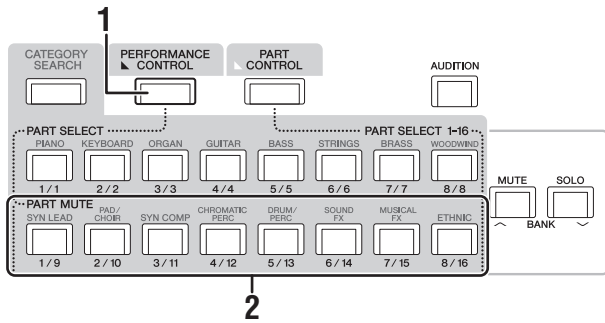 1
CATEGORY
SEARCH
PERFORMANCE
CONTROL
PART
CONTROL
AUDITION
PART SELECT
PART SELECT 1-16
PIANO KEYBOARD ORGAN GUITAR BASS STRINGS BRASS WOODWIND
1/1 2/2 3/3 4/4 5/5 6/6 7/7 8/8
MUTE SOLO
BANK
PART MUTE
SYN LEAD PAD/
CHOIR SYN COMP CHROMATIC
PERC DRUM/
PERC SOUND
FX MUSICAL
FX ETHNIC
1/9 2/10 3/11 4/12 5/13 6/14 7/15 8/16
2